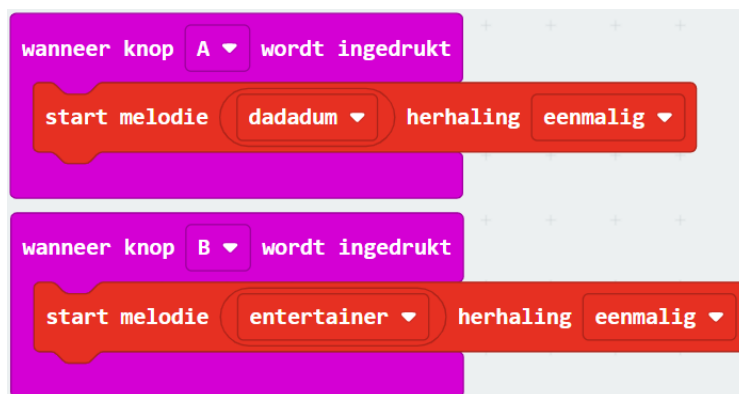 wanneer knop A wordt ingedrukt
start melodie dadadum herhaling eenmalig
wanneer knop B wordt ingedrukt
start melodie entertainer herhaling eenmalig